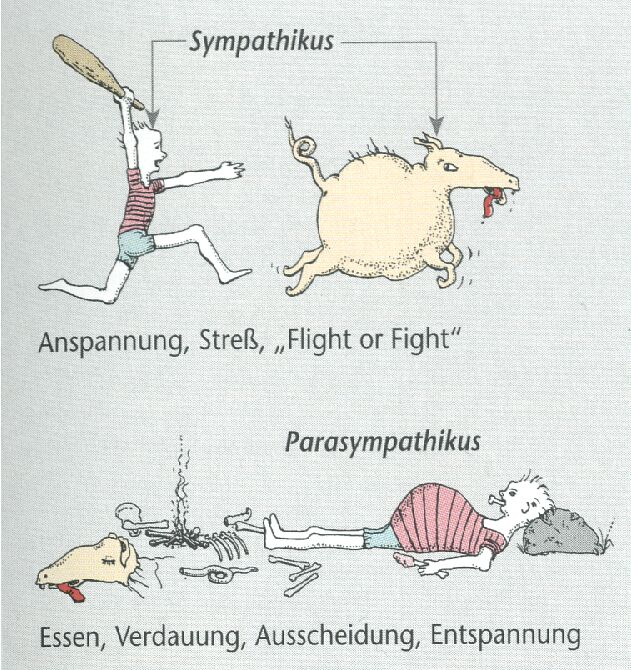 Sympathikus
Anspannung, Streß, „Flight or Fight“
Parasympathikus
Essen, Verdauung, Ausscheidung, Entspannung